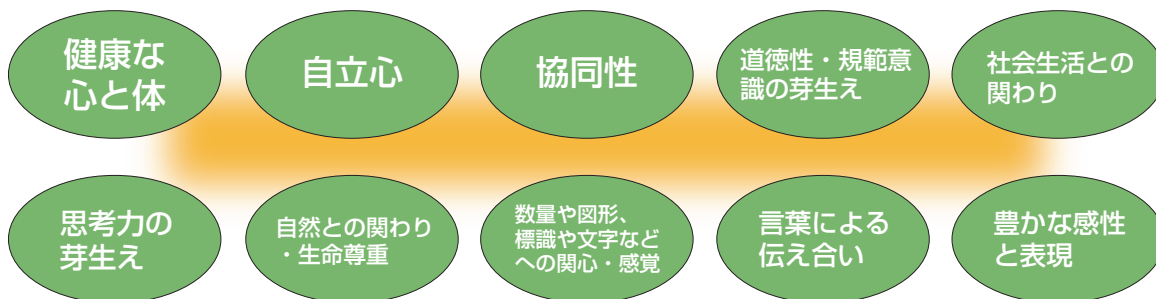 健康な
心と体
自立心
協同性
道徳性・規範意
識の芽生え
社会生活との
関わり
思考力の
芽生え
自然との関わり
・生命尊重
数量や図形、
標識や文字など
への関心・感覚
言葉による
伝え合い
豊かな感性
と表現